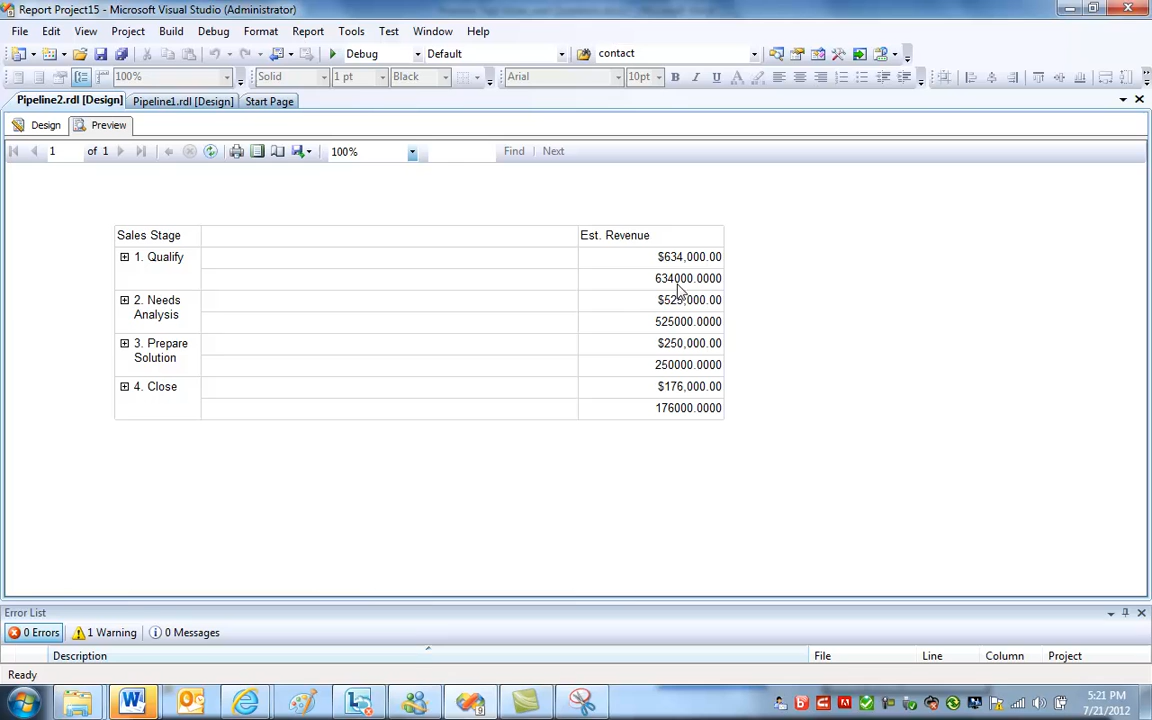 Report Project15 - Microsoft Visual Studio (Administrator)
File Edit View Project Build Debug Format Report Tools Test Window Help
Debug Default contact
100% Solid 1 pt Black Arial 10pt B I U A
Pipeline2.rdl [Design] Pipeline1.rdl [Design] Start Page
Design Preview
1 of 1 100% Find Next
Sales Stage Est. Revenue
1. Qualify $634,000.00
634000.0000
2. Needs $525,000.00
Analysis 525000.0000
3. Prepare $250,000.00
Solution 250000.0000
4. Close $176,000.00
176000.0000
Error List
0 Errors 1 Warning 0 Messages
Description File Line Column Project
Ready
5:21 PM
7/21/2012